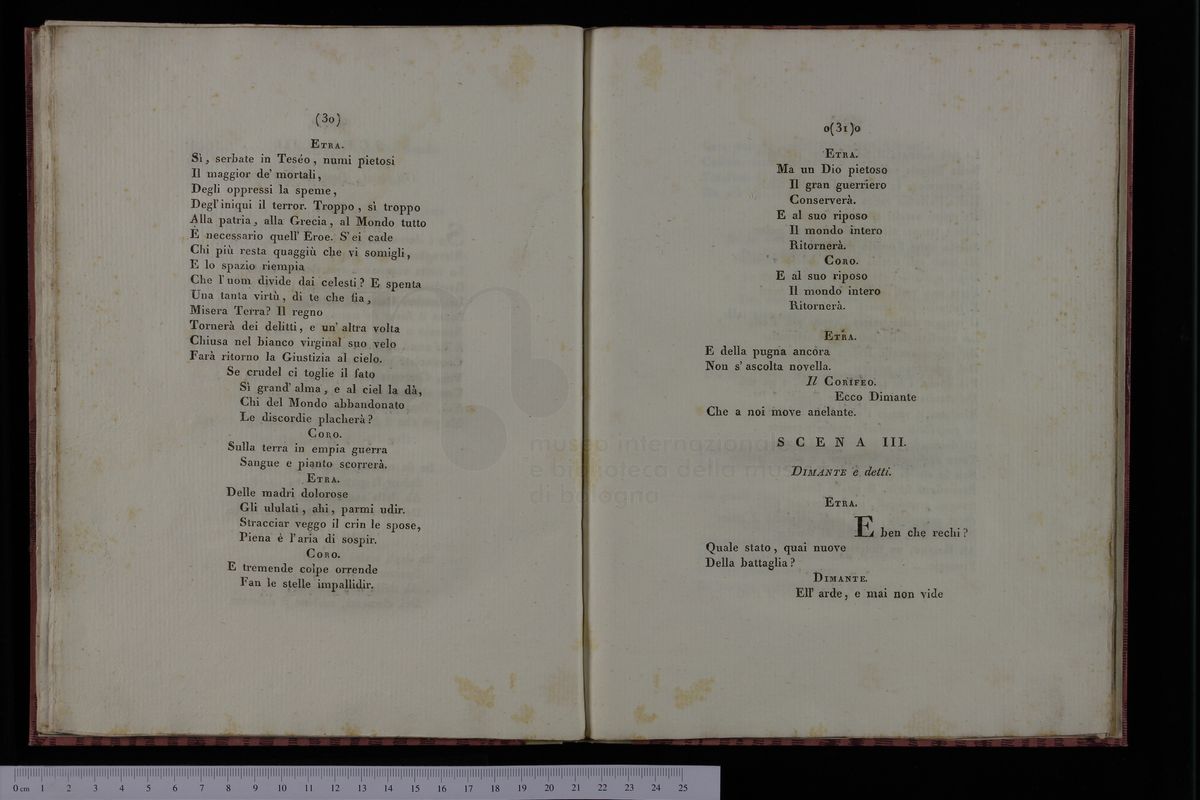 (30)
ETRA.
Sì, serbate in Teséo, numi pietosi
Il maggior de' mortali,
Degli oppressi la speme,
Degl'iniqui il terror. Troppo, sì troppo
Alla patria, alla Grecia, al Mondo tutto
E necessario quell' Eroe. S' ei cade
Chi più resta quaggiù che vi somigli,
E lo spazio riempia
Che l'uom divide dai celesti? E spenta
Una tanta virtù, di te che fia,
Misera Terra? Il regno
Tornerà dei delitti, e un' altra volta
Chiusa nel bianco virginal suo velo
Farà ritorno la Giustizia al cielo.
Se crudel ci toglie il fato
Sì grand' alma, e al ciel la dà,
Chi del Mondo abbandonato
Le discordie placherà?
CORO.
Sulla terra in empia guerra
Sangue e pianto scorrerà.
ETRA.
Delle madri dolorose
Gli ululati, ahi, parmi udir.
Stracciar veggo il crin le spose,
Piena è l'aria di sospir.
CORO.
E tremende colpe orrende
Fan le stelle impallidir.
o(31)o
ETRA.
Ma un Dio pietoso
Il gran guerriero
Conserverà.
E al suo riposo
Il mondo intero
Ritornerà.
CORO.
E al suo riposo
Il mondo intero
Ritornerà.
ETRA.
E della pugna ancóra
Non s' ascolta novella.
Il CORIFEO.
Ecco Dimante
Che a noi move anelante.
SCENA III.
DIMANTE e detti.
ETRA.
E ben che rechi?
Quale stato, quai nuove
Della battaglia?
DIMANTE.
Ell' arde, e mai non vide
museo internazionale
e biblioteca della musica
di bologna
0 cm 1 2 3 4 5 6 7 8 9 10 11 12 13 14 15 16 17 18 19 20 21 22 23 24 25